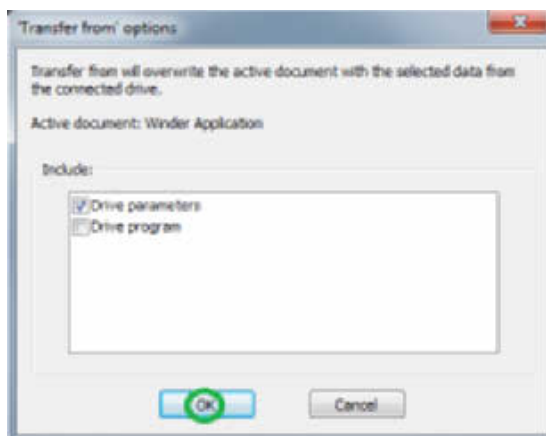 'Transfer from' options
Transfer from will overwrite the active document with the selected data from
the connected drive.
Active document: Winder Application
Include:
Drive parameters
Drive program
OK
Cancel